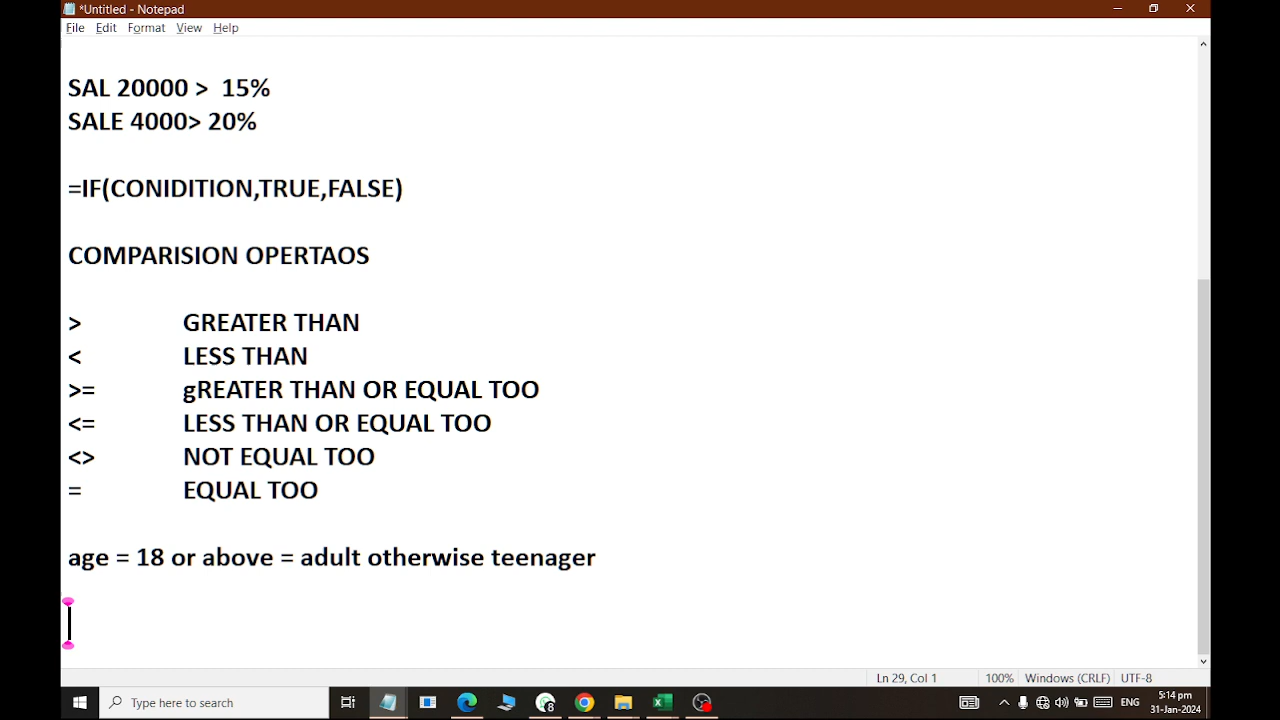 *Untitled - Notepad
File Edit Format View Help
SAL 20000 >  15%
SALE 4000> 20%
=IF(CONIDITION,TRUE,FALSE)
COMPARISION OPERTAOS
> GREATER THAN
< LESS THAN
>= gREATER THAN OR EQUAL TOO
<= LESS THAN OR EQUAL TOO
<> NOT EQUAL TOO
= EQUAL TOO
age = 18 or above = adult otherwise teenager
Ln 29, Col 1 100% Windows (CRLF) UTF-8
Type here to search
8
ENG
5:14 pm
31-Jan-2024